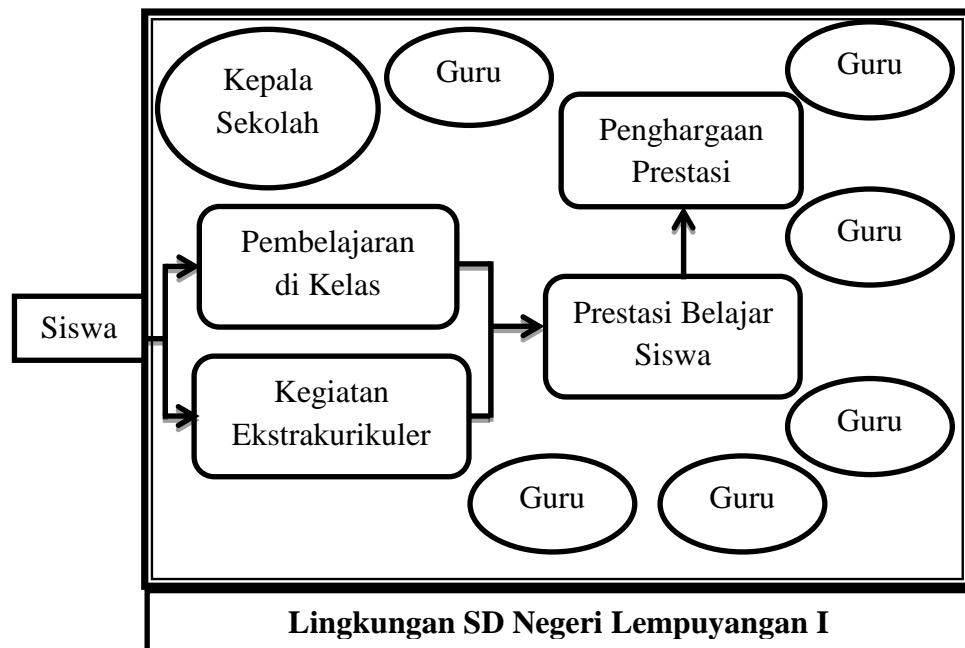 Kepala
Sekolah
Guru
Guru
Penghargaan
Prestasi
Guru
Pembelajaran
di Kelas
Siswa
Prestasi Belajar
Siswa
Kegiatan
Ekstrakurikuler
Guru
Guru
Guru
Lingkungan SD Negeri Lempuyangan I